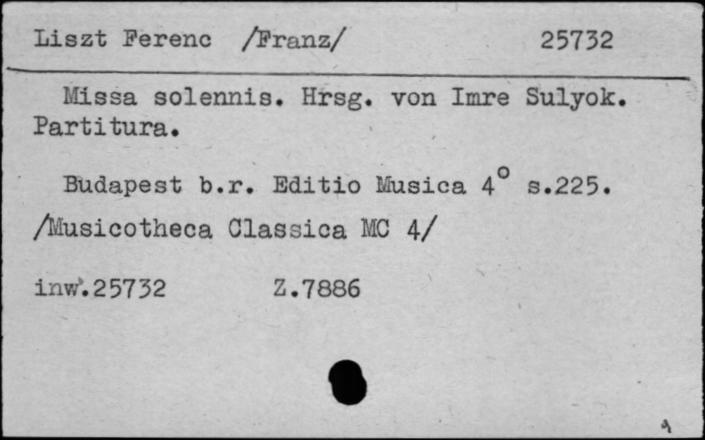 Liszt Ferenc /Franz/ 25732
Missa solennis. Hrsg. von Imre Sulyok.
Partitura.
Budapest b.r. Editio Musica 4° s.225.
/Musicotheca Classica MC 4/
inw.25732 Z.7886